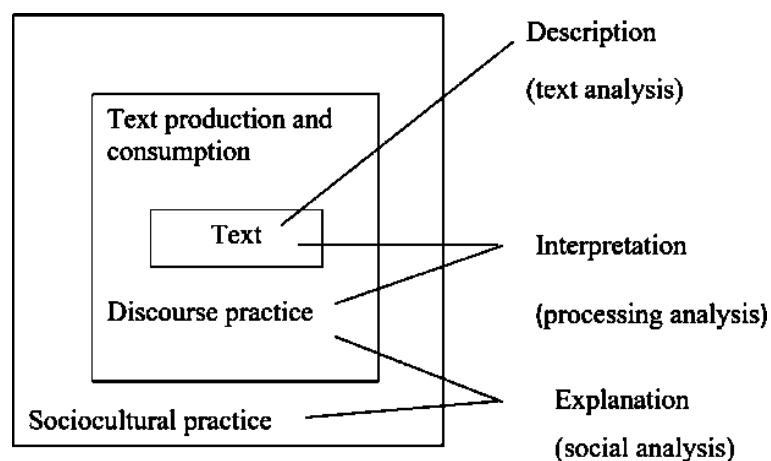 Description
(text analysis)
Text production and
consumption
Text
Interpretation
Discourse practice
(processing analysis)
Explanation
Sociocultural practice
(social analysis)